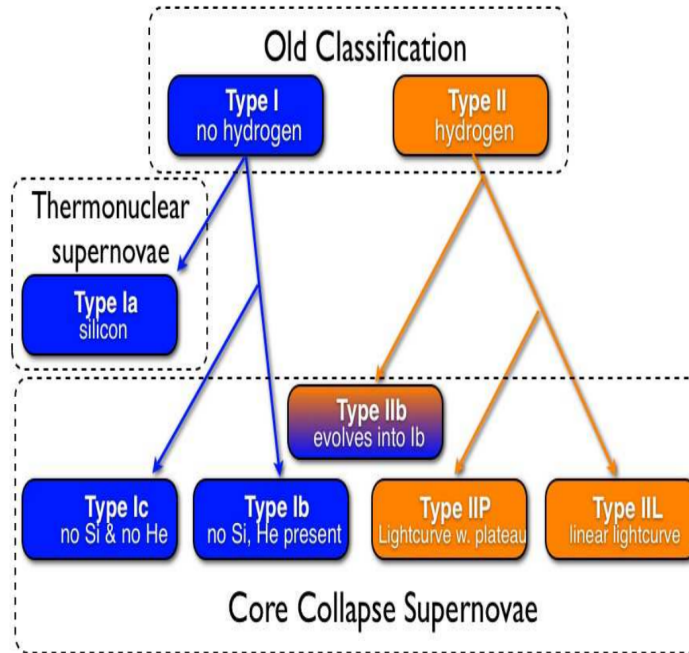 Old Classification
Type I
no hydrogen
Type II
hydrogen
Thermonuclear
supernovae
Type Ia
silicon
Type IIb
evolves into Ib
Type Ic
no Si & no He
Type Ib
no Si, He present
Type IIP
Lightcurve w. plateau
Type IIL
linear lightcurve
Core Collapse Supernovae